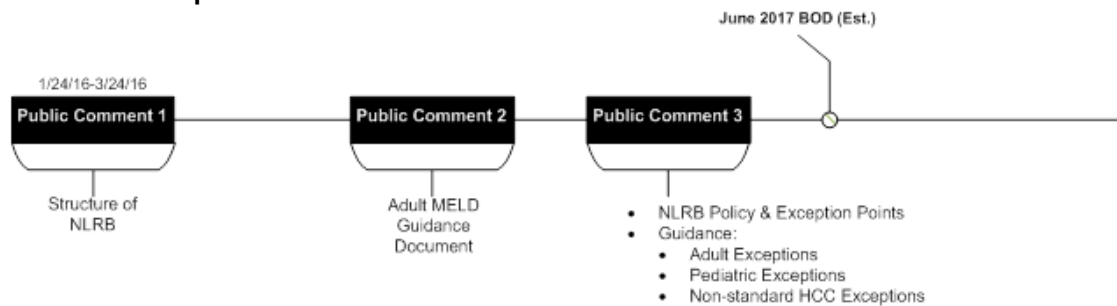 June 2017 BOD (Est.)
1/24/16-3/24/16
Public Comment 1
Public Comment 2
Public Comment 3
Structure of
NLRB
Adult MELD
Guidance
Document
• NLRB Policy & Exception Points
• Guidance:
• Adult Exceptions
• Pediatric Exceptions
• Non-standard HCC Exceptions